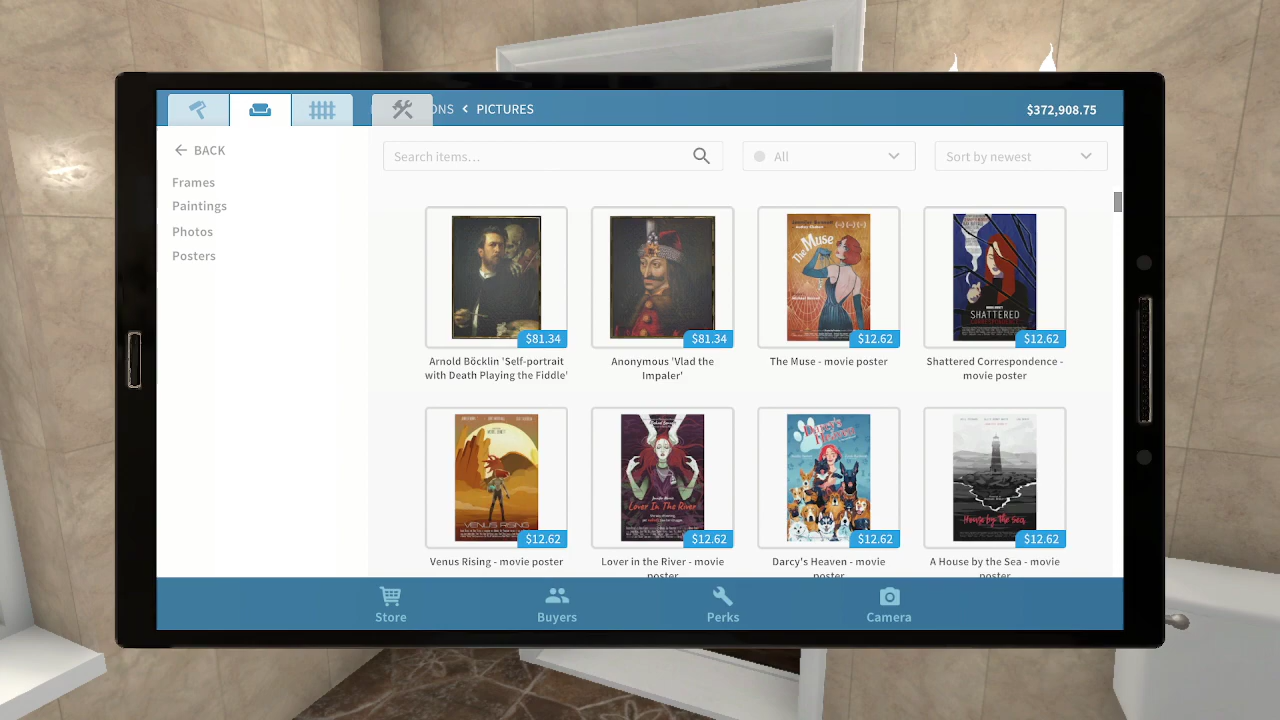 ONS < PICTURES
$372,908.75
BACK
Search items...
All
Sort by newest
Frames
Paintings
Photos
Posters
$81.34
$81.34
The Muse
$12.62
SHATTERED
$12.62
Arnold Böcklin 'Self-portrait
with Death Playing the Fiddle'
Anonymous 'Vlad the
Impaler'
The Muse - movie poster
Shattered Correspondence -
movie poster
VENUS RISING
$12.62
Lover In The River
$12.62
Darcy's Heaven
$12.62
House by the Sea
$12.62
Venus Rising - movie poster
Lover in the River - movie
poster
Darcy's Heaven - movie
poster
A House by the Sea - movie
poster
Store
Buyers
Perks
Camera